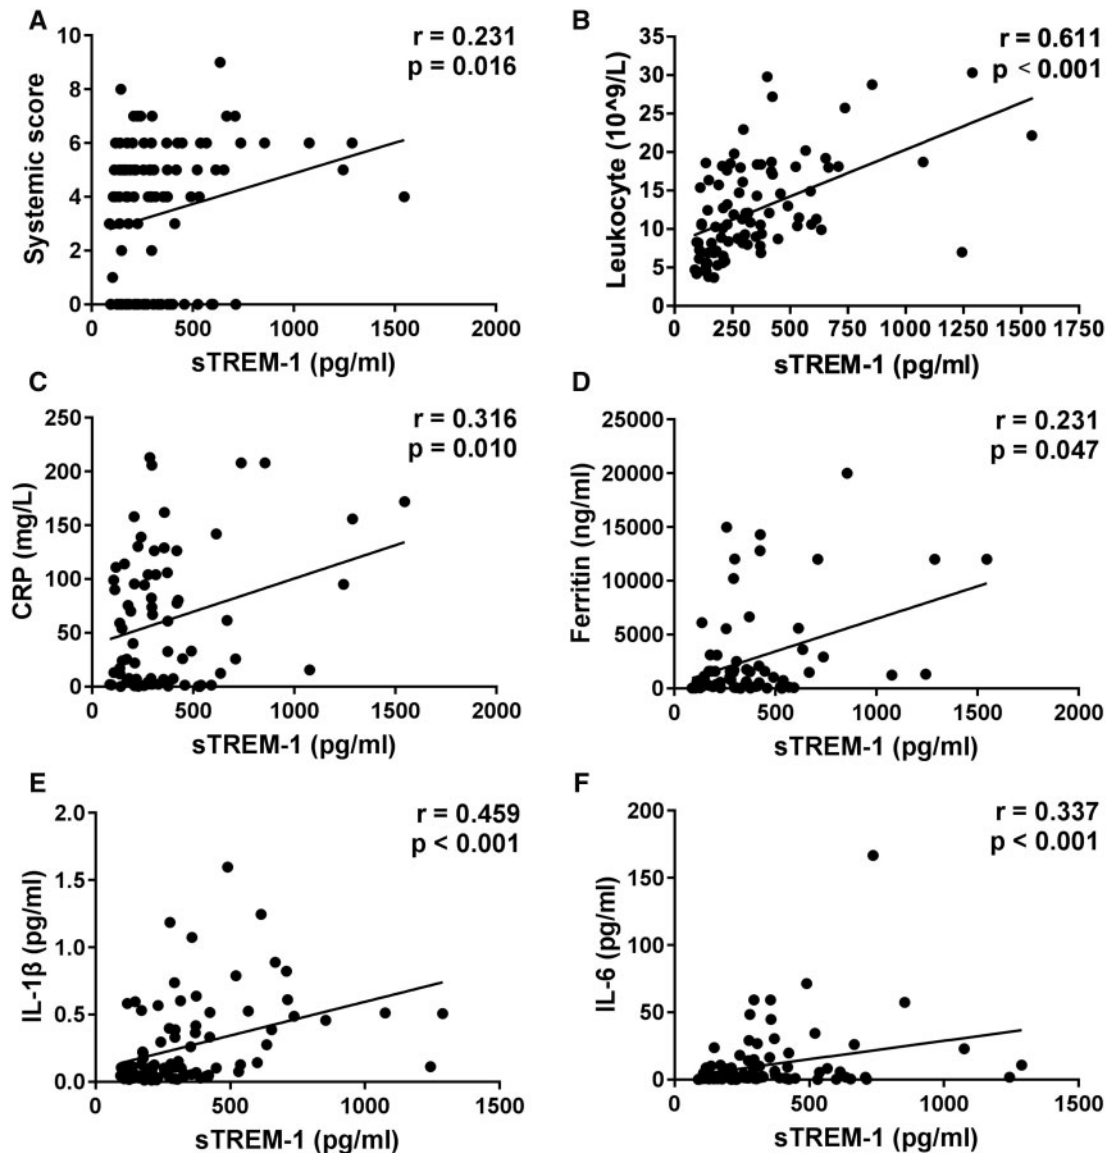 A
r = 0.231
p = 0.016
Systemic score
10
8
6
4
2
0
0 500 1000 1500 2000
sTREM-1 (pg/ml)
B
r = 0.611
p < 0.001
Leukocyte (10^9/L)
35
30
25
20
15
10
5
0
0 250 500 750 1000 1250 1500 1750
sTREM-1 (pg/ml)
C
r = 0.316
p = 0.010
CRP (mg/L)
250
200
150
100
50
0
0 500 1000 1500 2000
sTREM-1 (pg/ml)
D
r = 0.231
p = 0.047
Ferritin (ng/ml)
25000
20000
15000
10000
5000
0
0 500 1000 1500 2000
sTREM-1 (pg/ml)
E
r = 0.459
p < 0.001
IL-1β (pg/ml)
2.0
1.5
1.0
0.5
0.0
0 500 1000 1500
sTREM-1 (pg/ml)
F
r = 0.337
p < 0.001
IL-6 (pg/ml)
200
150
100
50
0
0 500 1000 1500
sTREM-1 (pg/ml)